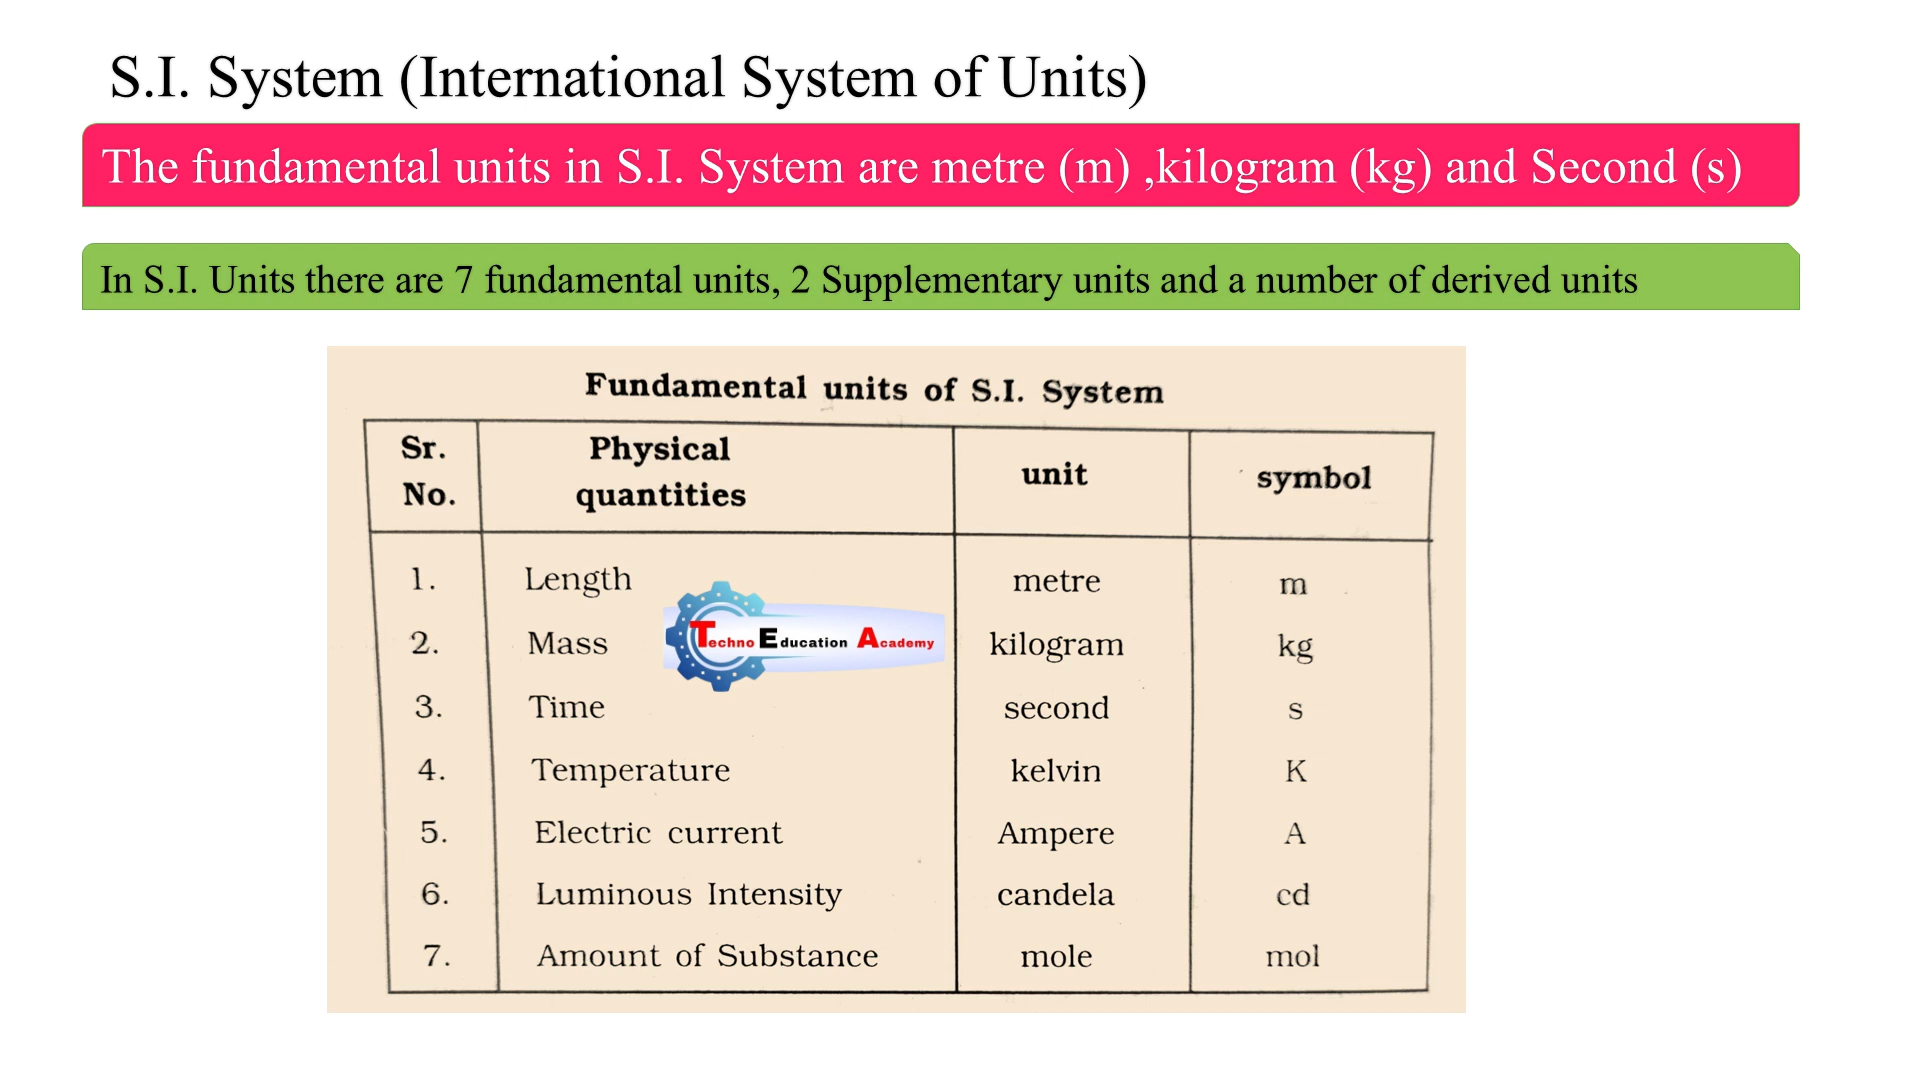 S.I. System (International System of Units)
The fundamental units in S.I. System are metre (m) ,kilogram (kg) and Second (s)
In S.I. Units there are 7 fundamental units, 2 Supplementary units and a number of derived units
Fundamental units of S.I. System
Sr. No. Physical quantities unit symbol
1. Length metre m
2. Mass kilogram kg
Techno Education Academy
3. Time second s
4. Temperature kelvin K
5. Electric current Ampere A
6. Luminous Intensity candela cd
7. Amount of Substance mole mol